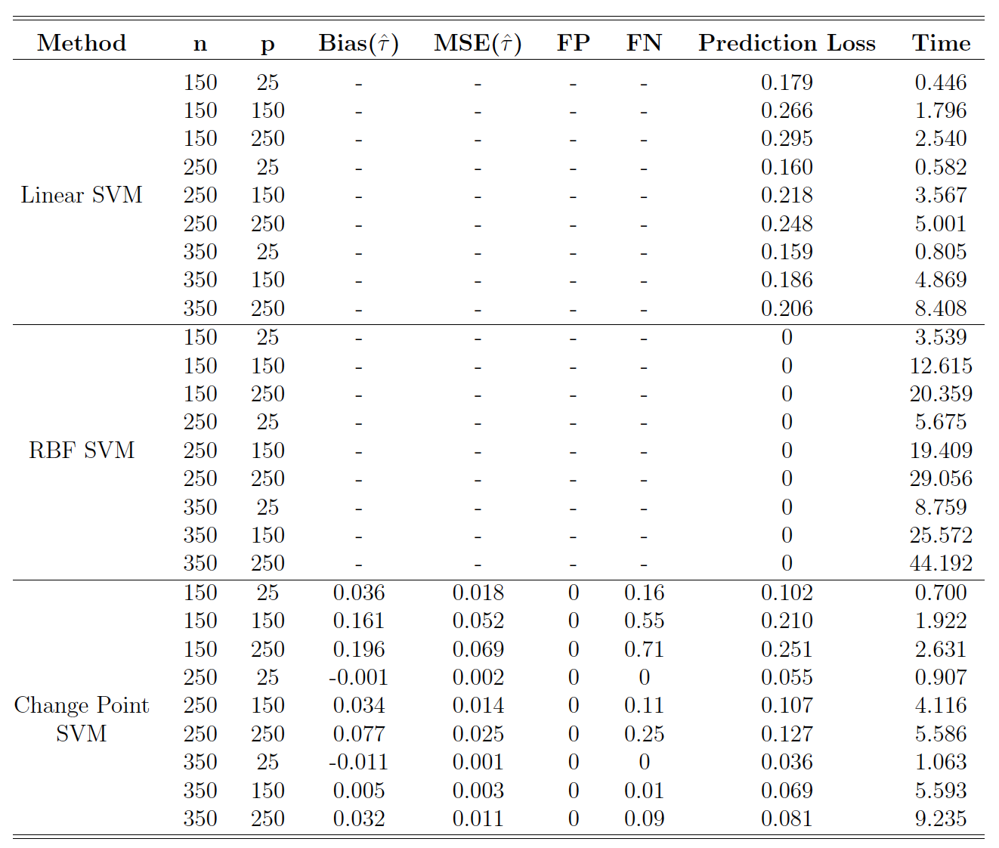 Method n p Bias(τ̂) MSE(τ̂) FP FN Prediction Loss Time
150 25 - - - - 0.179 0.446
150 150 - - - - 0.266 1.796
150 250 - - - - 0.295 2.540
250 25 - - - - 0.160 0.582
Linear SVM 250 150 - - - - 0.218 3.567
250 250 - - - - 0.248 5.001
350 25 - - - - 0.159 0.805
350 150 - - - - 0.186 4.869
350 250 - - - - 0.206 8.408
150 25 - - - - 0 3.539
150 150 - - - - 0 12.615
150 250 - - - - 0 20.359
250 25 - - - - 0 5.675
RBF SVM 250 150 - - - - 0 19.409
250 250 - - - - 0 29.056
350 25 - - - - 0 8.759
350 150 - - - - 0 25.572
350 250 - - - - 0 44.192
150 25 0.036 0.018 0 0.16 0.102 0.700
150 150 0.161 0.052 0 0.55 0.210 1.922
150 250 0.196 0.069 0 0.71 0.251 2.631
250 25 -0.001 0.002 0 0 0.055 0.907
Change Point 250 150 0.034 0.014 0 0.11 0.107 4.116
SVM 250 250 0.077 0.025 0 0.25 0.127 5.586
350 25 -0.011 0.001 0 0 0.036 1.063
350 150 0.005 0.003 0 0.01 0.069 5.593
350 250 0.032 0.011 0 0.09 0.081 9.235